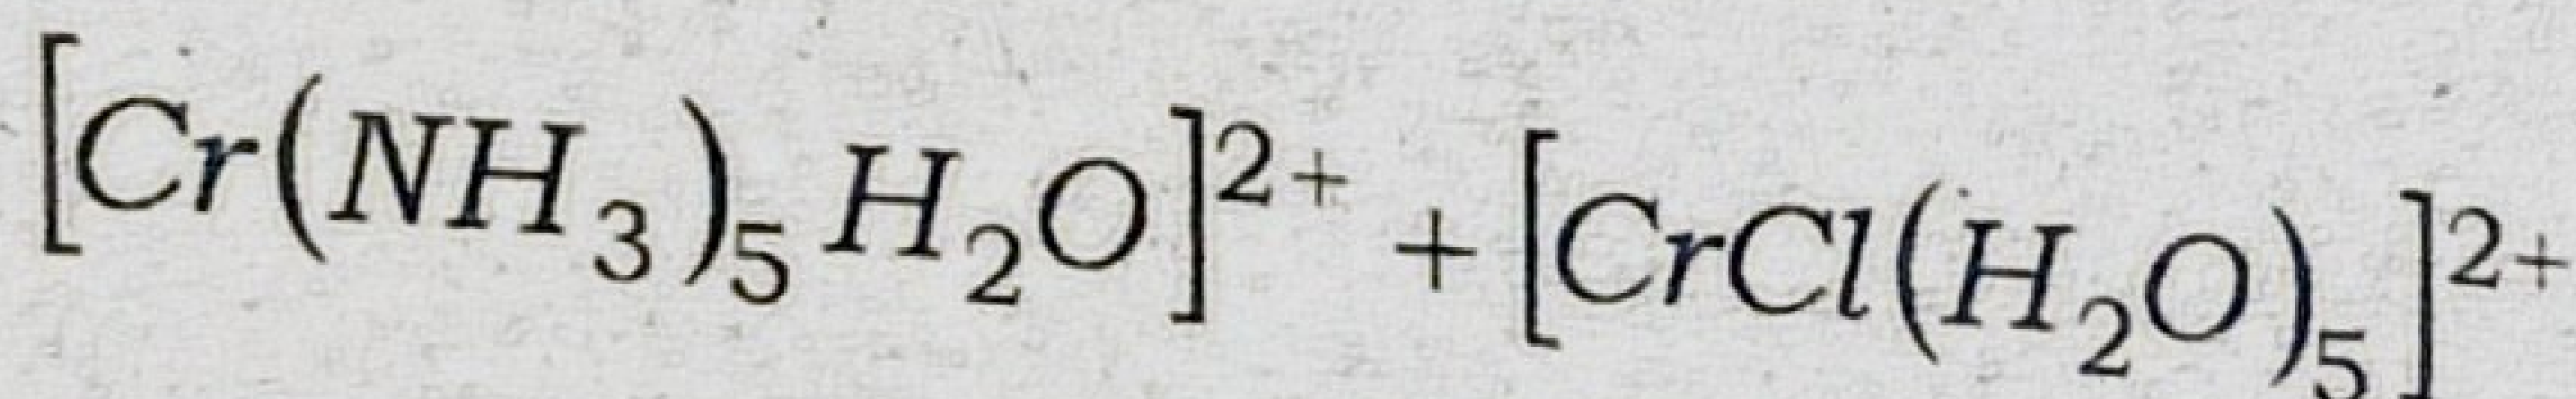 [Cr(NH₃)₅H₂O]²⁺ + [CrCl(H₂O)₅]²⁺